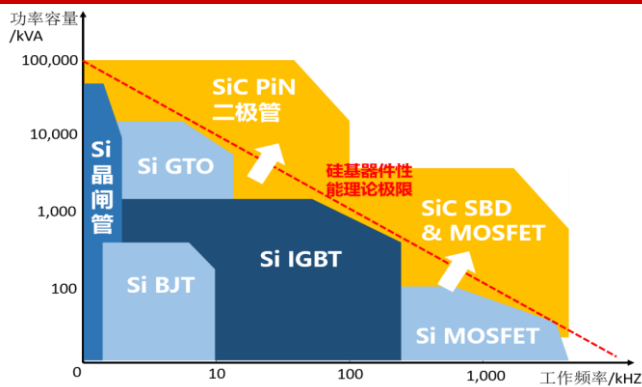 功率容量
/kVA
100,000
10,000
1,000
100
0
10
100
1,000
工作频率/kHZ
SiC PiN
二极管
Si
晶
闸
管
Si GTO
硅基器件性
能理论极限
SiC SBD
& MOSFET
Si IGBT
Si BJT
Si MOSFET